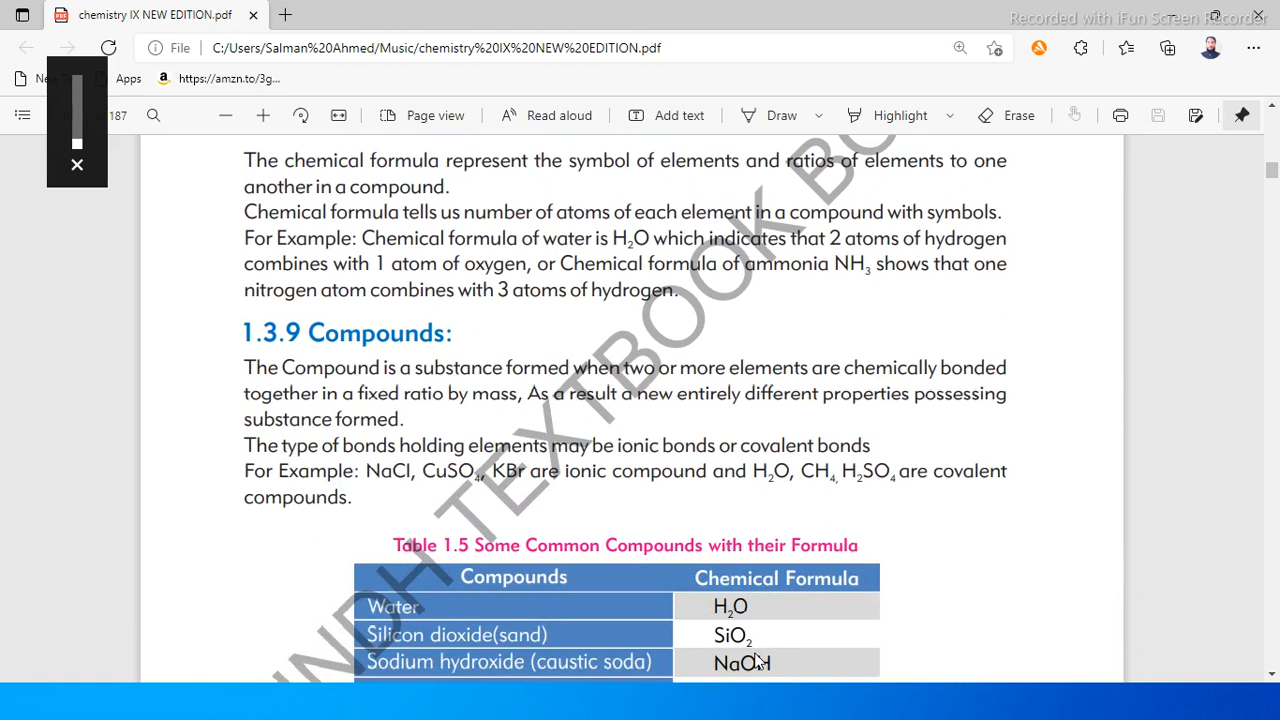 chemistry IX NEW EDITION.pdf
Recorded with iFun Screen Recorder
File C:/Users/Salman%20Ahmed/Music/chemistry%20IX%20NEW%20EDITION.pdf
Apps https://amzn.to/3g...
Page view Read aloud Add text Draw Highlight Erase
The chemical formula represent the symbol of elements and ratios of elements to one
another in a compound.
Chemical formula tells us number of atoms of each element in a compound with symbols.
For Example: Chemical formula of water is H₂O which indicates that 2 atoms of hydrogen
combines with 1 atom of oxygen, or Chemical formula of ammonia NH₃ shows that one
nitrogen atom combines with 3 atoms of hydrogen.
1.3.9 Compounds:
The Compound is a substance formed when two or more elements are chemically bonded
together in a fixed ratio by mass, As a result a new entirely different properties possessing
substance formed.
The type of bonds holding elements may be ionic bonds or covalent bonds
For Example: NaCl, CuSO₄, KBr are ionic compound and H₂O, CH₄, H₂SO₄ are covalent
compounds.
Table 1.5 Some Common Compounds with their Formula
Compounds Chemical Formula
Water H₂O
Silicon dioxide(sand) SiO₂
Sodium hydroxide (caustic soda) NaOH
TEXTBOOK